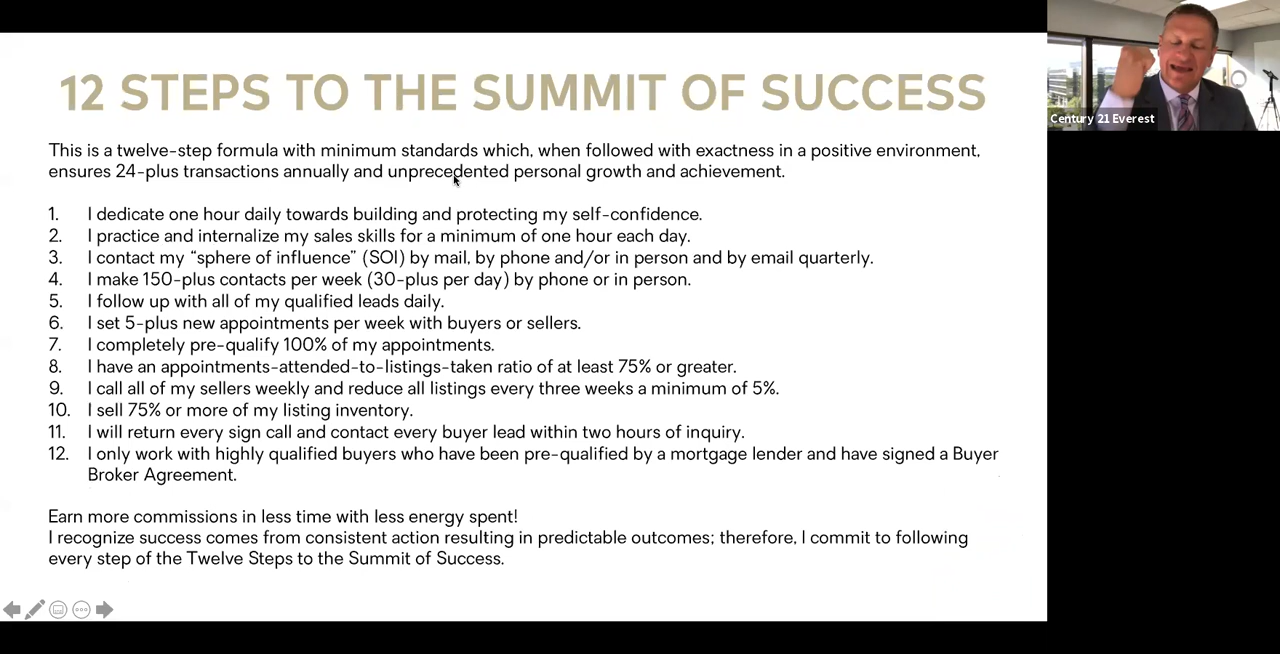 12 STEPS TO THE SUMMIT OF SUCCESS
This is a twelve-step formula with minimum standards which, when followed with exactness in a positive environment,
ensures 24-plus transactions annually and unprecedented personal growth and achievement.
1. I dedicate one hour daily towards building and protecting my self-confidence.
2. I practice and internalize my sales skills for a minimum of one hour each day.
3. I contact my “sphere of influence” (SOI) by mail, by phone and/or in person and by email quarterly.
4. I make 150-plus contacts per week (30-plus per day) by phone or in person.
5. I follow up with all of my qualified leads daily.
6. I set 5-plus new appointments per week with buyers or sellers.
7. I completely pre-qualify 100% of my appointments.
8. I have an appointments-attended-to-listings-taken ratio of at least 75% or greater.
9. I call all of my sellers weekly and reduce all listings every three weeks a minimum of 5%.
10. I sell 75% or more of my listing inventory.
11. I will return every sign call and contact every buyer lead within two hours of inquiry.
12. I only work with highly qualified buyers who have been pre-qualified by a mortgage lender and have signed a Buyer
Broker Agreement.
Earn more commissions in less time with less energy spent!
I recognize success comes from consistent action resulting in predictable outcomes; therefore, I commit to following
every step of the Twelve Steps to the Summit of Success.
Century 21 Everest